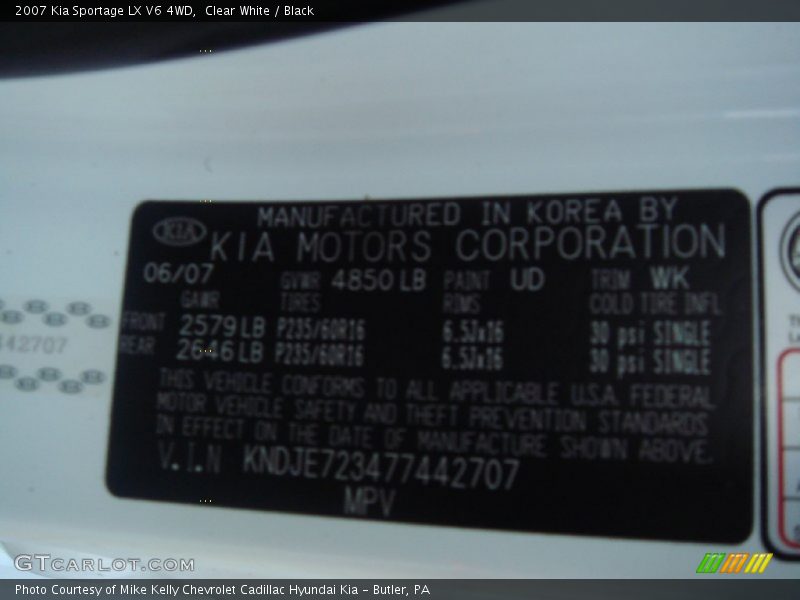 2007 Kia Sportage LX V6 4WD,  Clear White / Black
MANUFACTURED IN KOREA BY
KIA KIA MOTORS CORPORATION
06/07 GVWR 4850 LB PAINT UD TRIM WK
GAWR TIRES RIMS COLD TIRE INFL
FRONT 2579 LB P235/60R16 6.5Jx16 30 psi SINGLE
REAR 2646 LB P235/60R16 6.5Jx16 30 psi SINGLE
THIS VEHICLE CONFORMS TO ALL APPLICABLE U.S.A. FEDERAL
MOTOR VEHICLE SAFETY AND THEFT PREVENTION STANDARDS
IN EFFECT ON THE DATE OF MANUFACTURE SHOWN ABOVE.
V.I.N KNDJE723477442707
MPV
442707
GTCARLOT.COM
Photo Courtesy of Mike Kelly Chevrolet Cadillac Hyundai Kia - Butler, PA